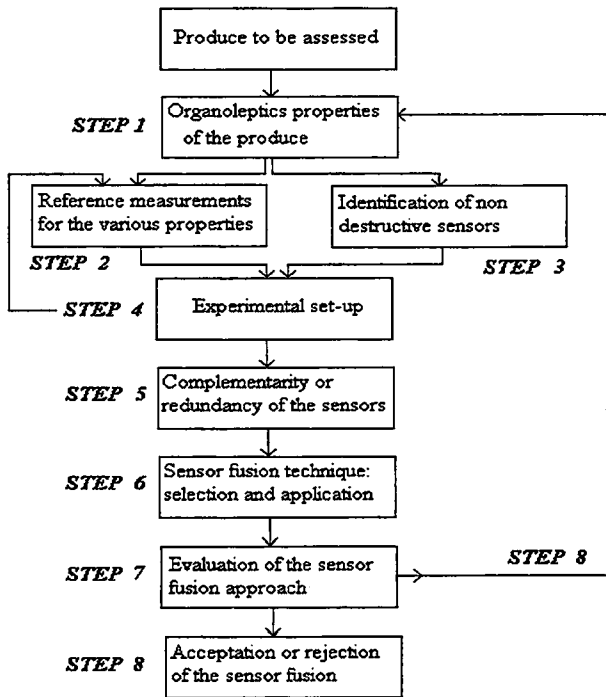 Produce to be assessed
STEP 1
Organoleptics properties
of the produce
Reference measurements
for the various properties
STEP 2
Identification of non
destructive sensors
STEP 3
STEP 4
Experimental set-up
STEP 5
Complementarity or
redundancy of the sensors
STEP 6
Sensor fusion technique:
selection and application
STEP 7
Evaluation of the sensor
fusion approach
STEP 8
STEP 8
Acceptation or rejection
of the sensor fusion